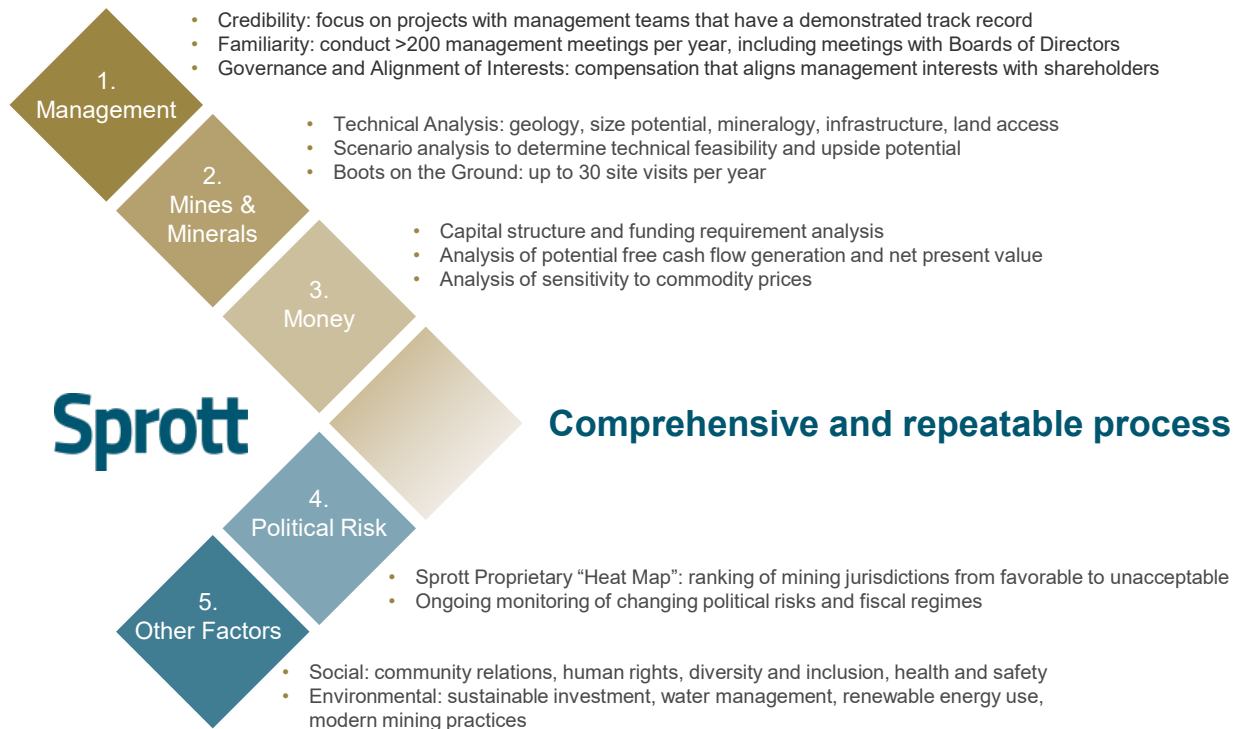 • Credibility: focus on projects with management teams that have a demonstrated track record
• Familiarity: conduct >200 management meetings per year, including meetings with Boards of Directors
• Governance and Alignment of Interests: compensation that aligns management interests with shareholders
1.
Management
• Technical Analysis: geology, size potential, mineralogy, infrastructure, land access
• Scenario analysis to determine technical feasibility and upside potential
• Boots on the Ground: up to 30 site visits per year
2.
Mines &
Minerals
• Capital structure and funding requirement analysis
• Analysis of potential free cash flow generation and net present value
• Analysis of sensitivity to commodity prices
3.
Money
Sprott
Comprehensive and repeatable process
4.
Political Risk
• Sprott Proprietary “Heat Map”: ranking of mining jurisdictions from favorable to unacceptable
• Ongoing monitoring of changing political risks and fiscal regimes
5.
Other Factors
• Social: community relations, human rights, diversity and inclusion, health and safety
• Environmental: sustainable investment, water management, renewable energy use,
modern mining practices